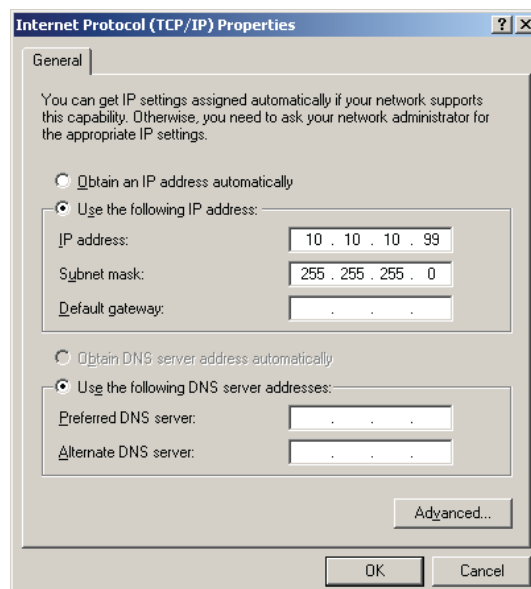 Internet Protocol (TCP/IP) Properties
General
You can get IP settings assigned automatically if your network supports
this capability. Otherwise, you need to ask your network administrator for
the appropriate IP settings.
Obtain an IP address automatically
Use the following IP address:
IP address: 10 . 10 . 10 . 99
Subnet mask: 255 . 255 . 255 . 0
Default gateway: . . .
Obtain DNS server address automatically
Use the following DNS server addresses:
Preferred DNS server: . . .
Alternate DNS server: . . .
Advanced...
OK Cancel